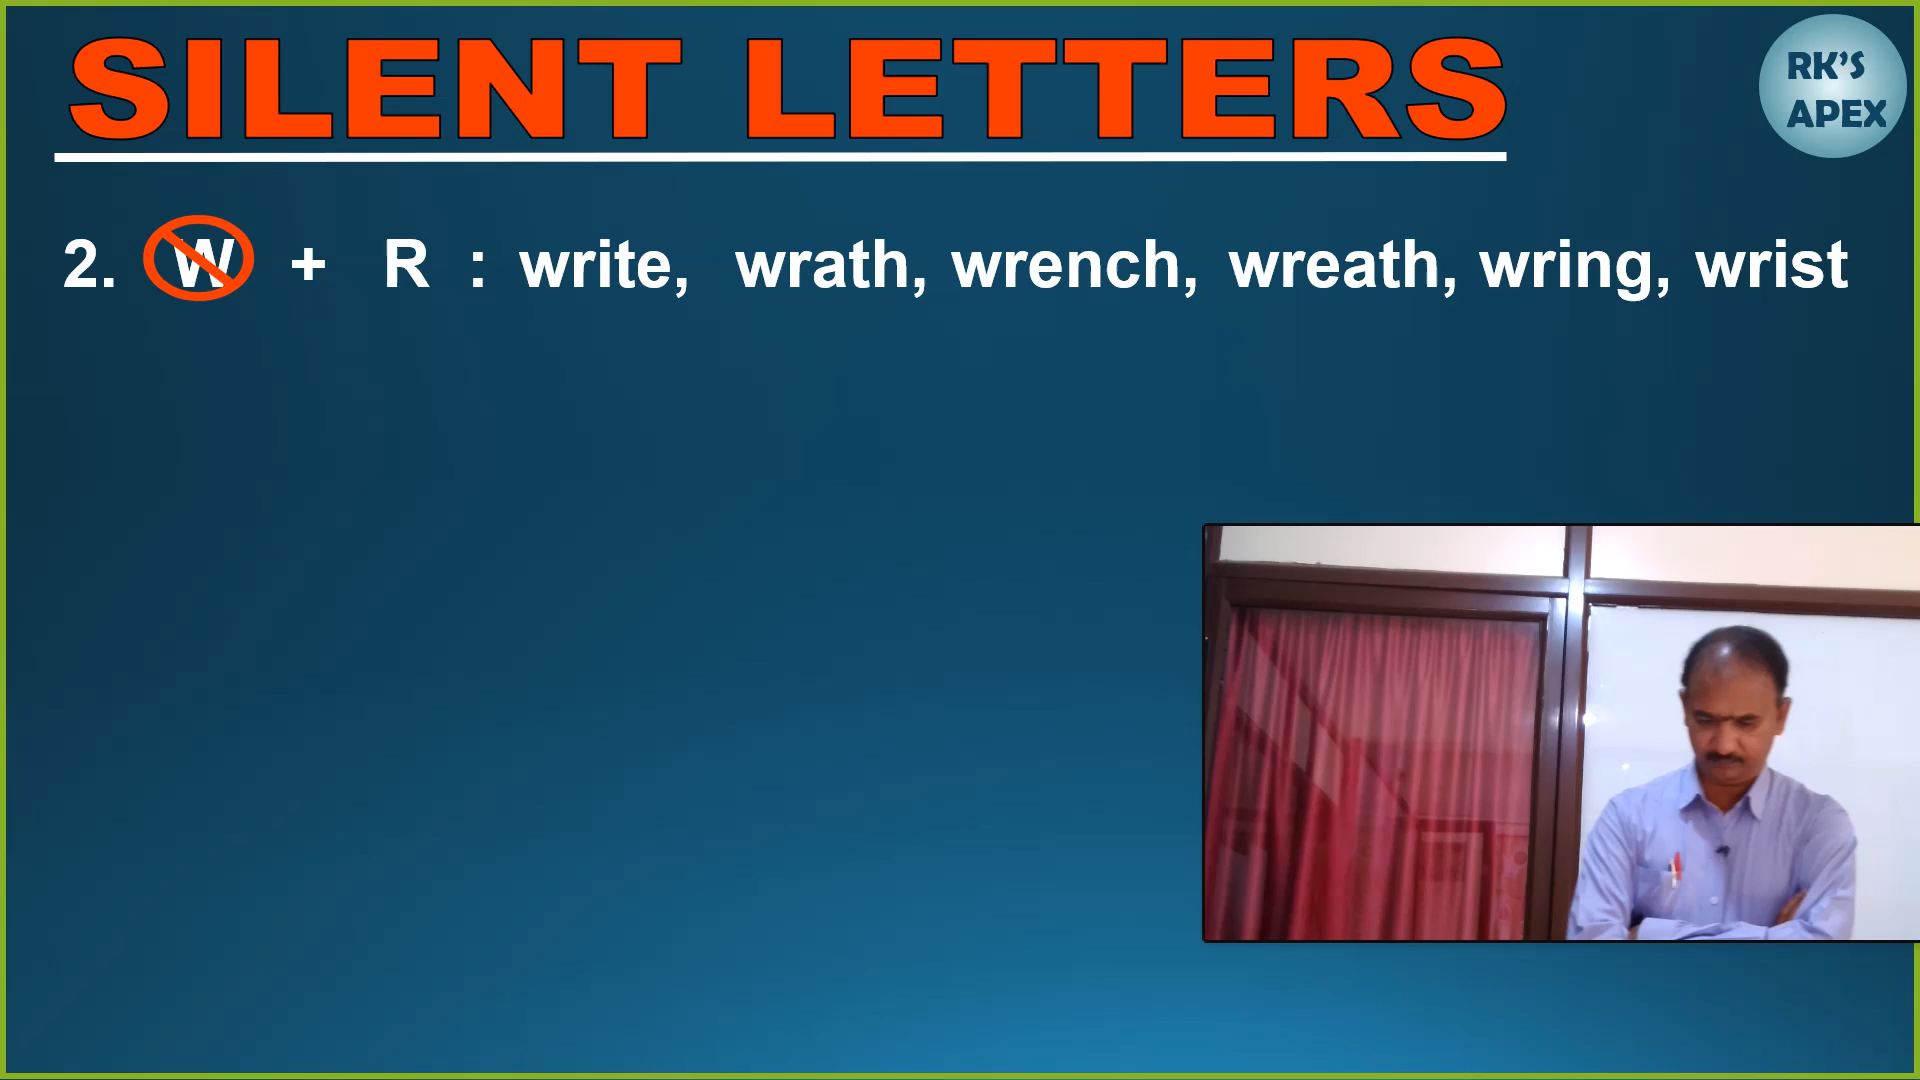 SILENT LETTERS
RK'S
APEX
2. W + R : write, wrath, wrench, wreath, wring, wrist